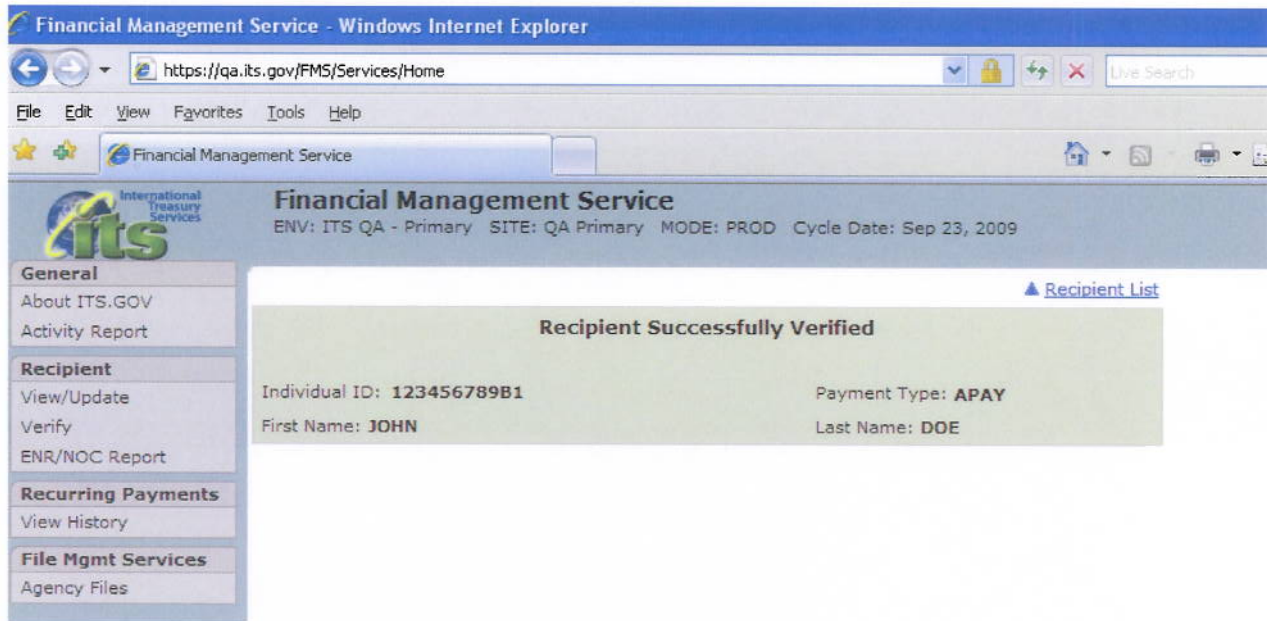 Financial Management Service - Windows Internet Explorer
https://qa.its.gov/FMS/Services/Home
Live Search
File Edit View Favorites Tools Help
Financial Management Service
International
Treasury
Services
its
Financial Management Service
ENV: ITS QA - Primary SITE: QA Primary MODE: PROD Cycle Date: Sep 23, 2009
General
About ITS.GOV
Activity Report
Recipient
View/Update
Verify
ENR/NOC Report
Recurring Payments
View History
File Mgmt Services
Agency Files
Recipient List
Recipient Successfully Verified
Individual ID: 123456789B1 Payment Type: APAY
First Name: JOHN Last Name: DOE